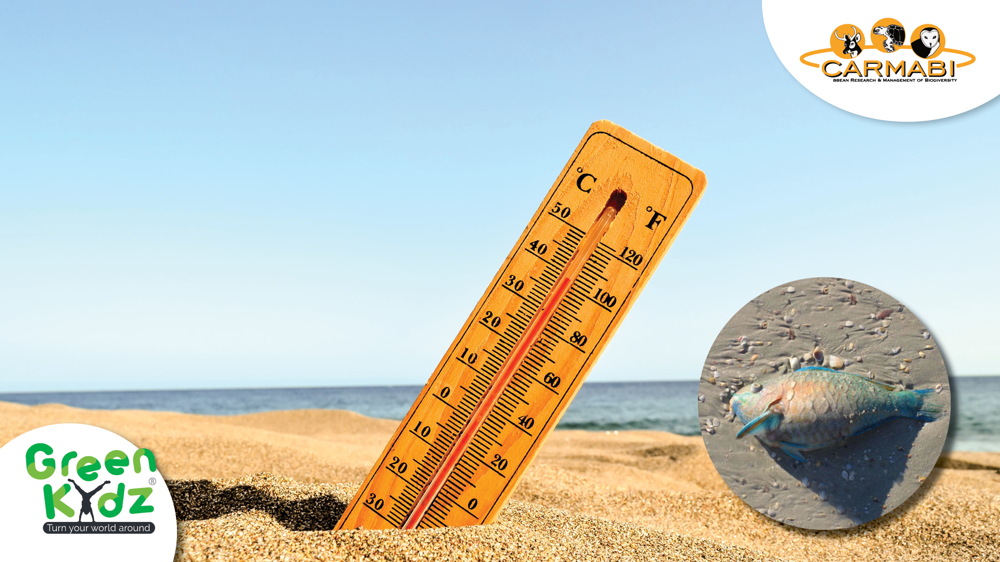 CARMABI
BBEAN RESEARCH & MANAGEMENT OF BIODIVERSITY
°C
°F
50
40
30
20
10
0
10
20
30
120
100
80
60
40
20
0
Green
Kidz®
Turn your world around